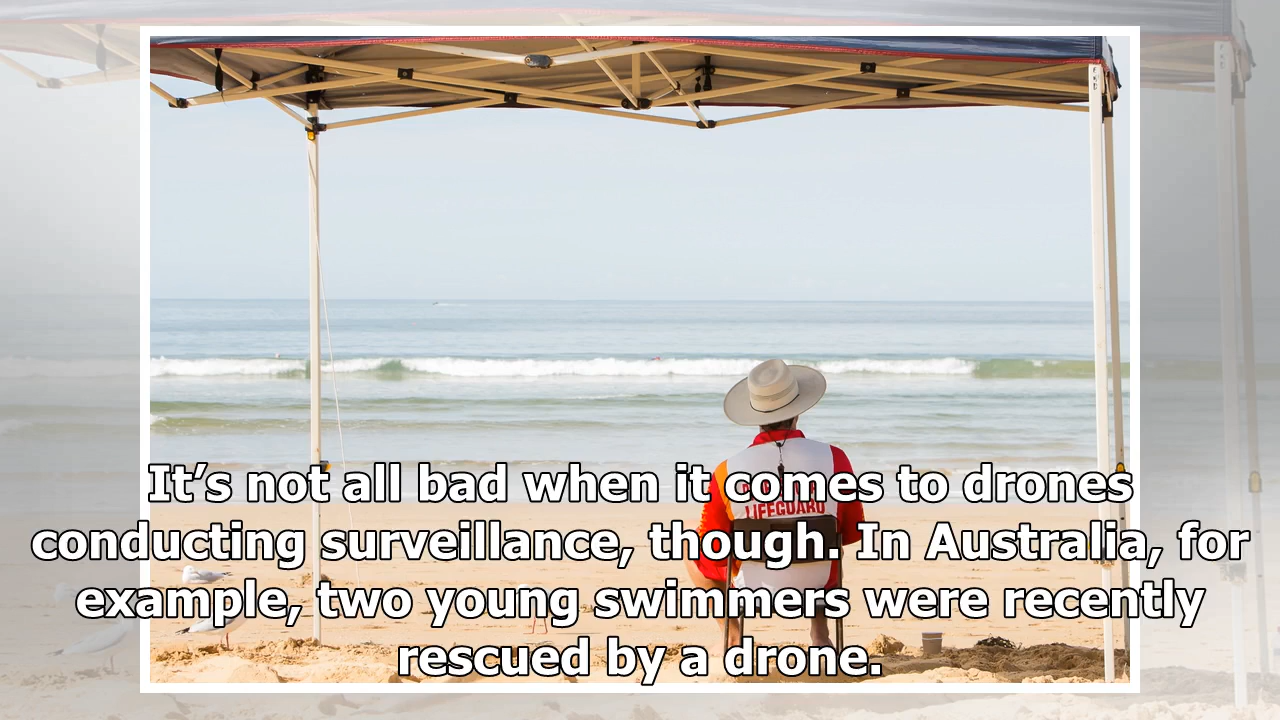 LIFEGUARD
It’s not all bad when it comes to drones
conducting surveillance, though. In Australia, for
example, two young swimmers were recently
rescued by a drone.